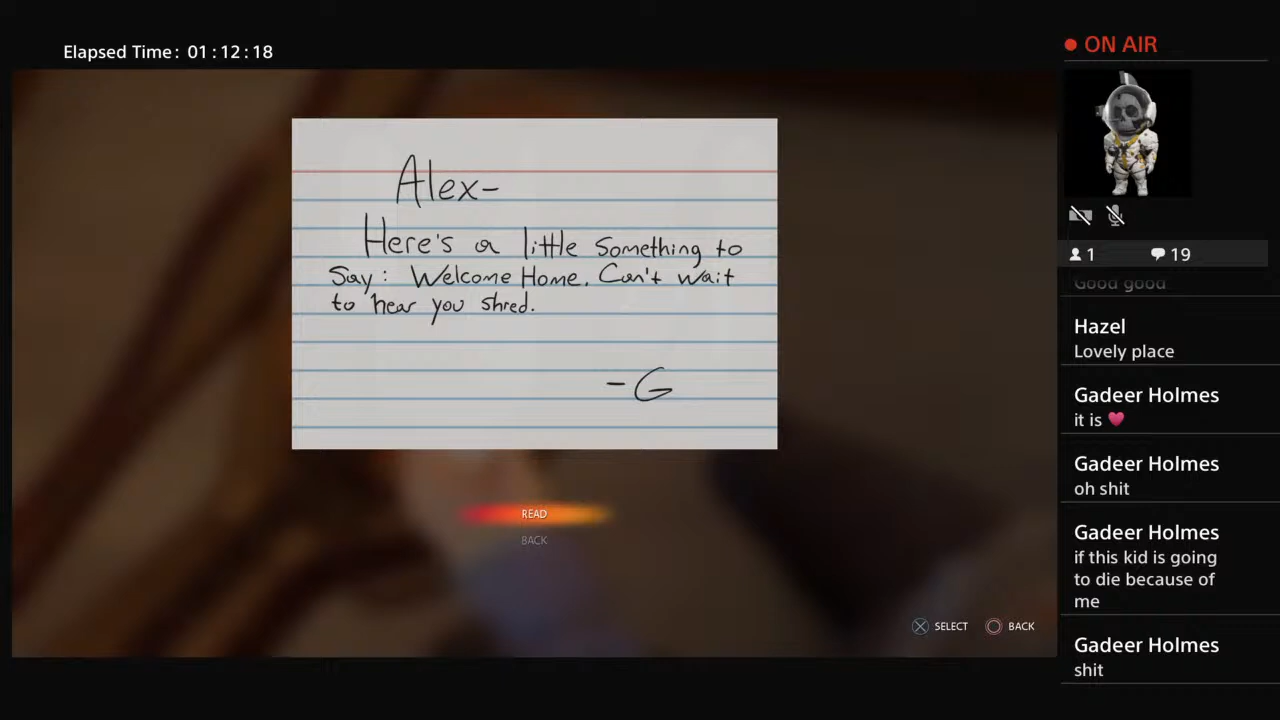 Elapsed Time: 01:12:18
ON AIR
Alex-
Here's a little something to
Say: Welcome Home. Can't wait
to hear you shred.
-G
READ
BACK
SELECT
BACK
1
19
Good good
Hazel
Lovely place
Gadeer Holmes
it is ❤
Gadeer Holmes
oh shit
Gadeer Holmes
if this kid is going
to die because of
me
Gadeer Holmes
shit